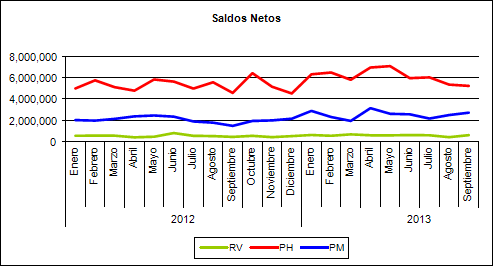 Saldos Netos
8,000,000
6,000,000
4,000,000
2,000,000
0
Enero Febrero Marzo Abril Mayo Junio Julio Agosto Septiembre Octubre Noviembre Diciembre Enero Febrero Marzo Abril Mayo Junio Julio Agosto Septiembre
2012 2013
RV PH PM